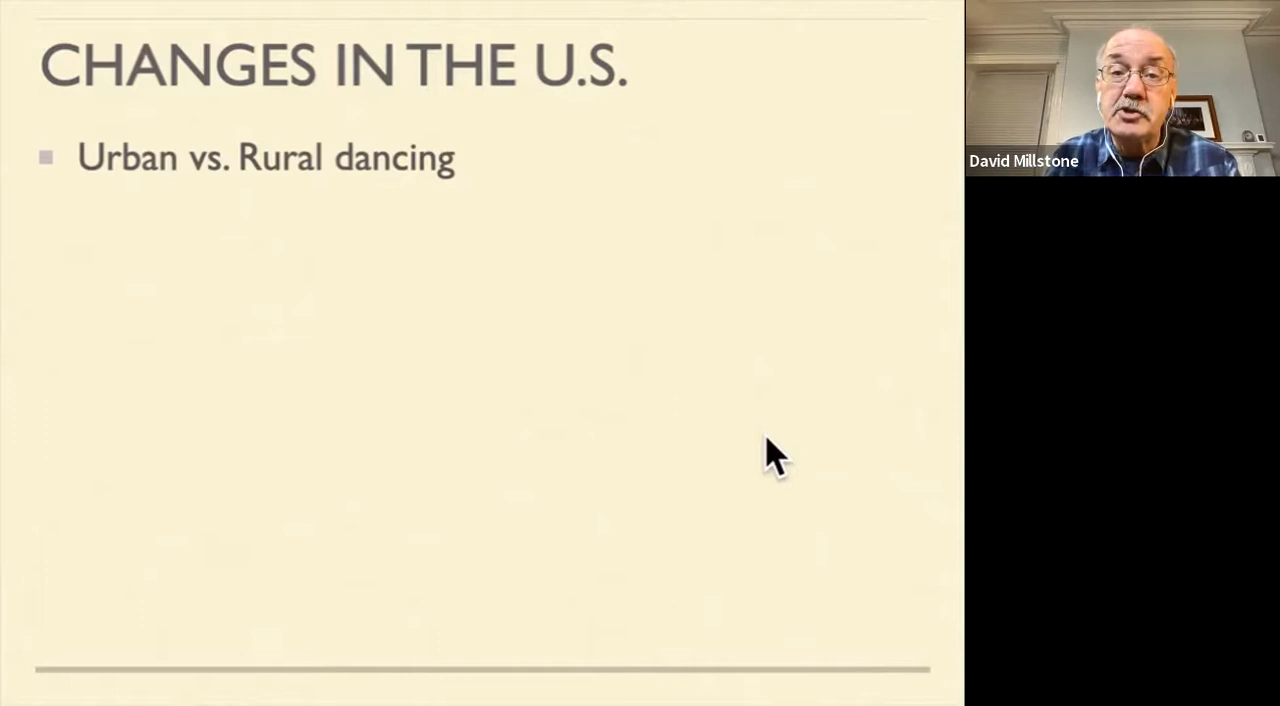 CHANGES IN THE U.S.
Urban vs. Rural dancing
David Millstone